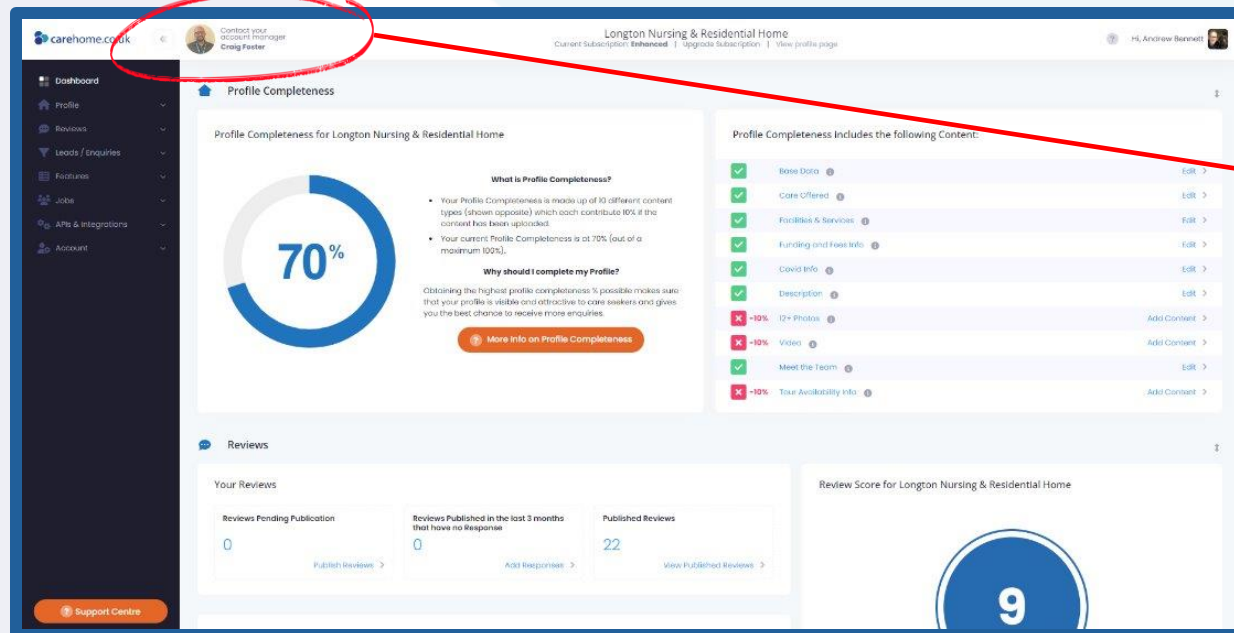 carehome.co.uk
Contact your
account manager
Craig Foster
Longton Nursing & Residential Home
Current Subscription: Enhanced | Upgrade Subscription | View profile page
Hi, Andrew Bennett
Dashboard
Profile
Reviews
Leads / Enquiries
Features
Jobs
APIs & Integrations
Account
Support Centre
Profile Completeness
Profile Completeness for Longton Nursing & Residential Home
70%
What is Profile Completeness?
• Your Profile Completeness is made up of 10 different content
types (shown opposite) which each contribute 10% if the
content has been uploaded.
• Your current Profile Completeness is at 70% (out of a
maximum 100%).
Why should I complete my Profile?
Obtaining the highest profile completeness % possible makes sure
that your profile is visible and attractive to care seekers and gives
you the best chance to receive more enquiries.
More Info on Profile Completeness
Profile Completeness includes the following Content:
Base Data Edit >
Care Offered Edit >
Facilities & Services Edit >
Funding and Fees Info Edit >
Covid Info Edit >
Description Edit >
-10% 12+ Photos Add Content >
-10% Video Add Content >
Meet the Team Edit >
-10% Tour Availability Info Add Content >
Reviews
Your Reviews
Reviews Pending Publication
0
Publish Reviews >
Reviews Published in the last 3 months
that have no Response
0
Add Responses >
Published Reviews
22
View Published Reviews >
Review Score for Longton Nursing & Residential Home
9